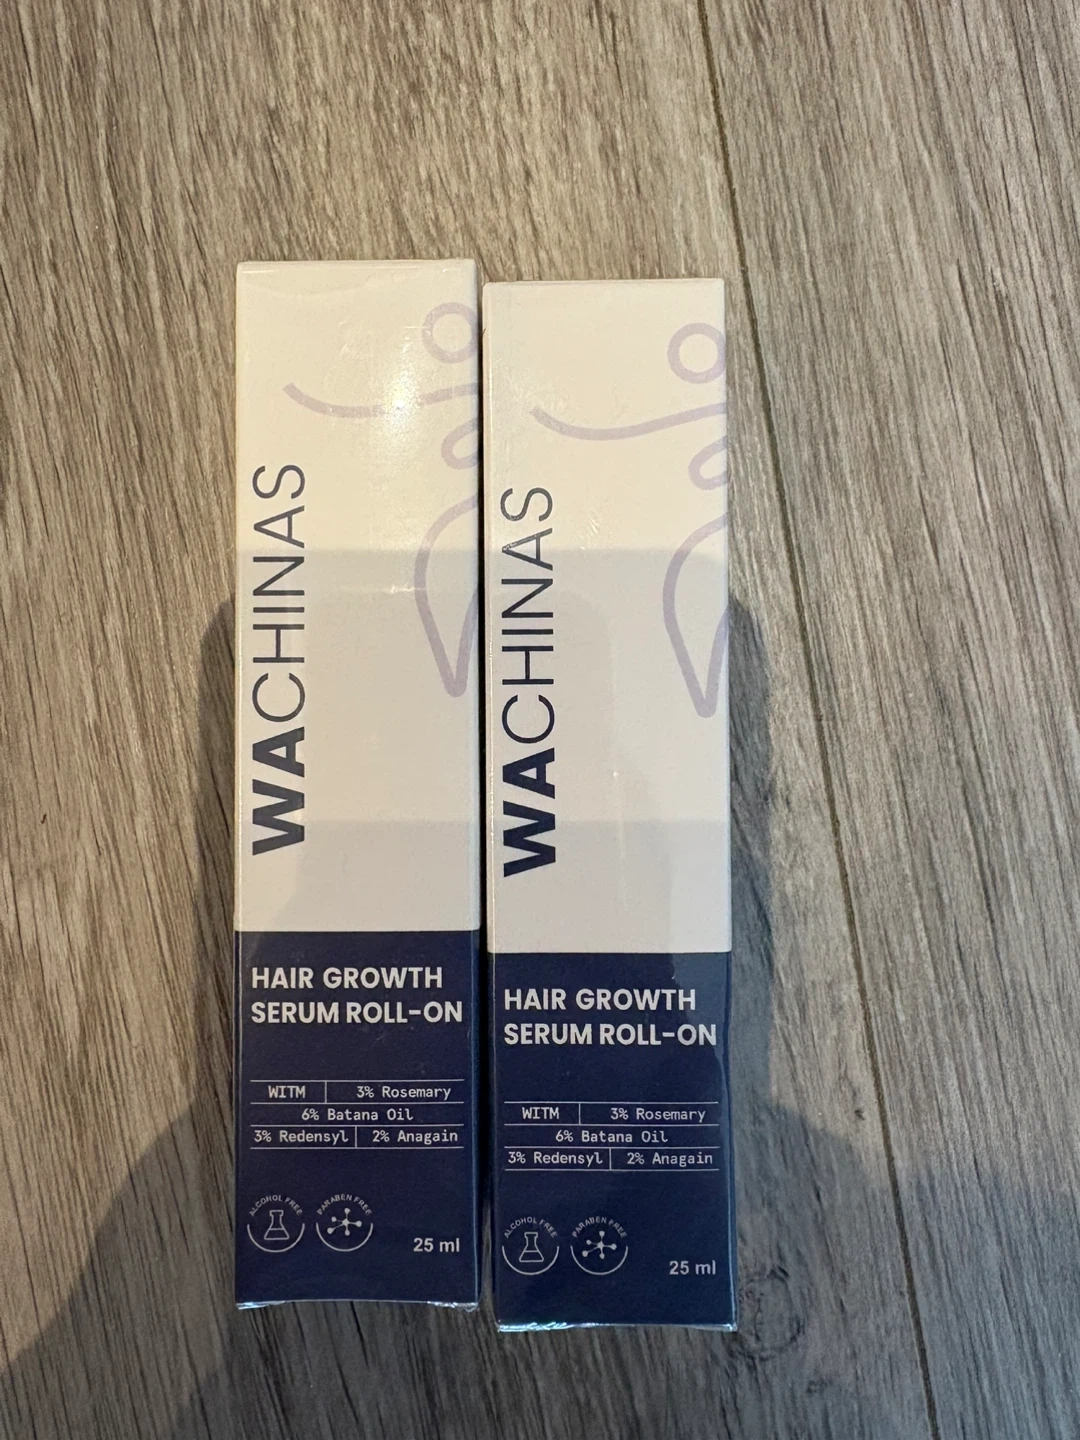 WACHINAS
HAIR GROWTH
SERUM ROLL-ON
WITM 3% Rosemary
6% Batana Oil
3% Redensyl 2% Anagain
ALCOHOL FREE
PARABEN FREE
25 ml
WACHINAS
HAIR GROWTH
SERUM ROLL-ON
WITM 3% Rosemary
6% Batana Oil
3% Redensyl 2% Anagain
ALCOHOL FREE
PARABEN FREE
25 ml